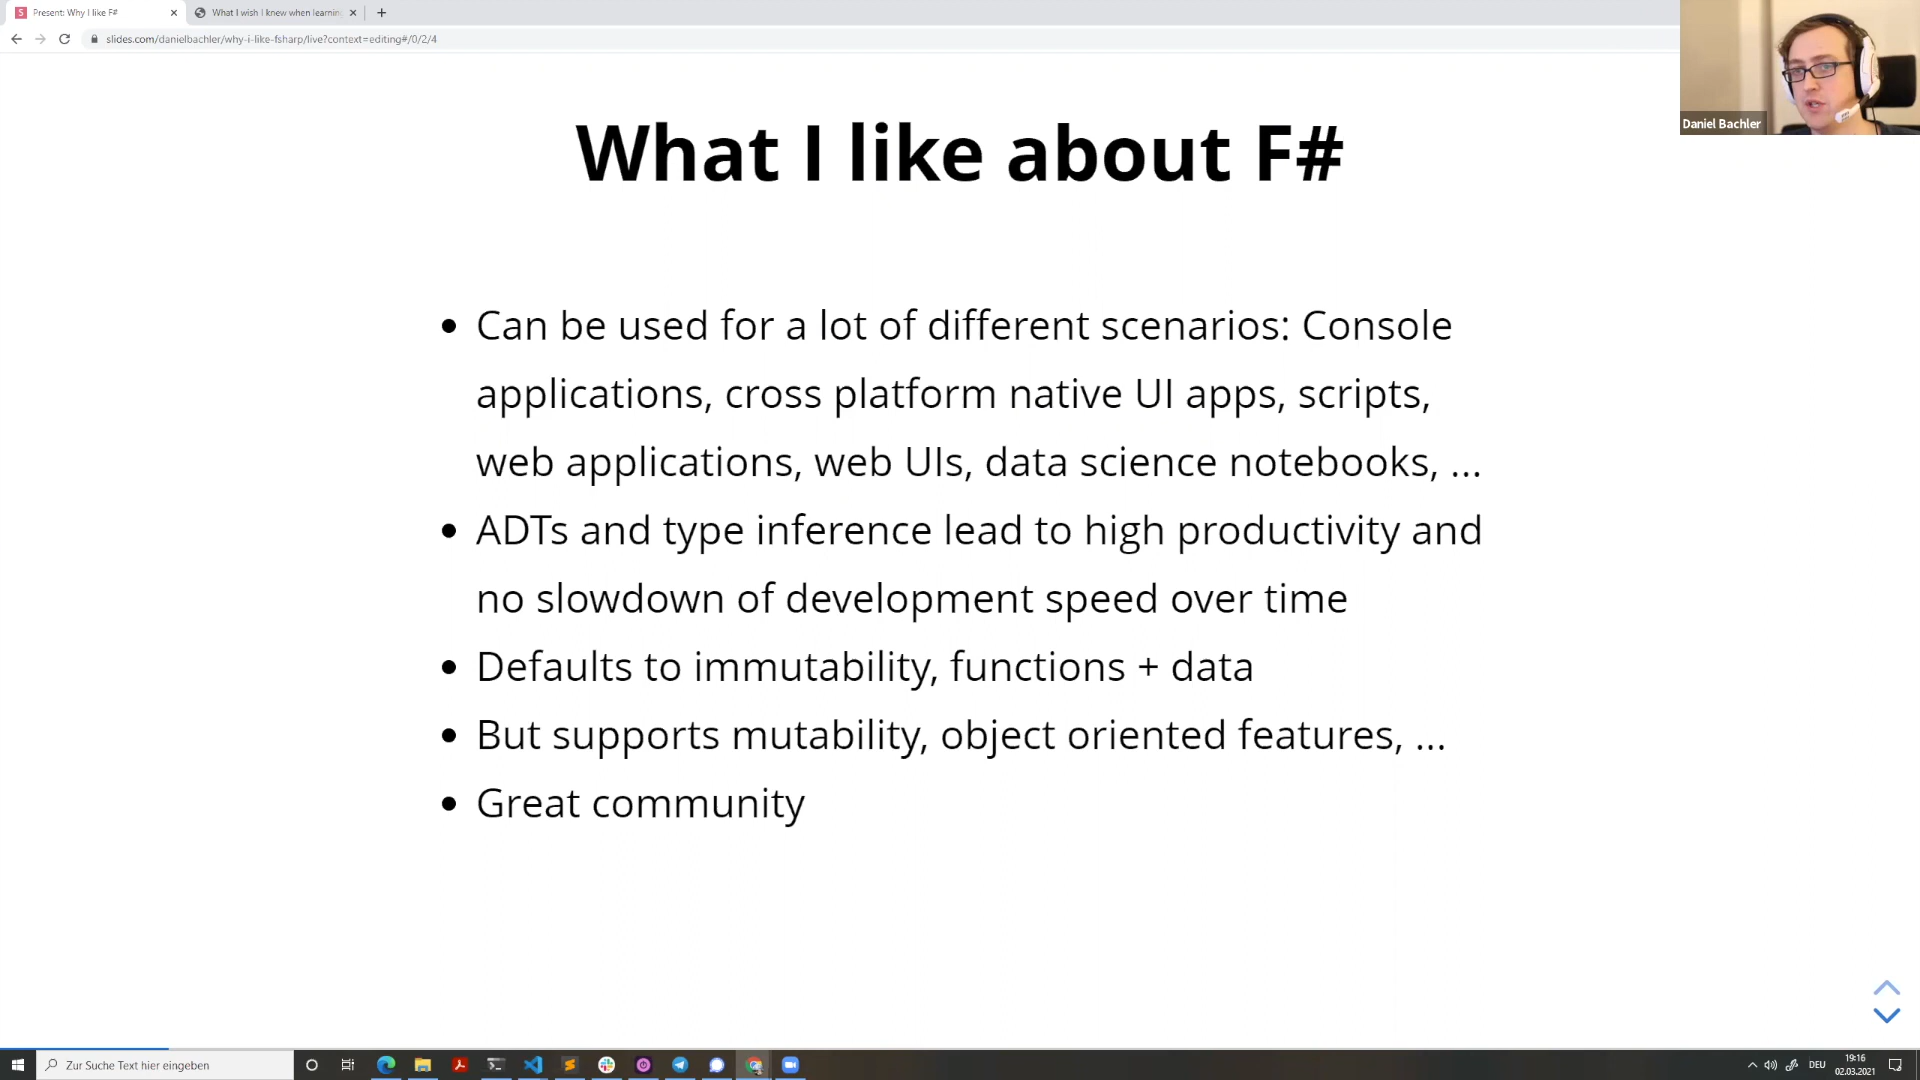 Present: Why I like F#
What I wish I knew when learning
slides.com/danielbachler/why-i-like-fsharp/live?context=editing#/0/2/4
Daniel Bachler
What I like about F#
Can be used for a lot of different scenarios: Console
applications, cross platform native UI apps, scripts,
web applications, web UIs, data science notebooks, ...
ADTs and type inference lead to high productivity and
no slowdown of development speed over time
Defaults to immutability, functions + data
But supports mutability, object oriented features, ...
Great community
Zur Suche Text hier eingeben
DEU
19:16
02.03.2021